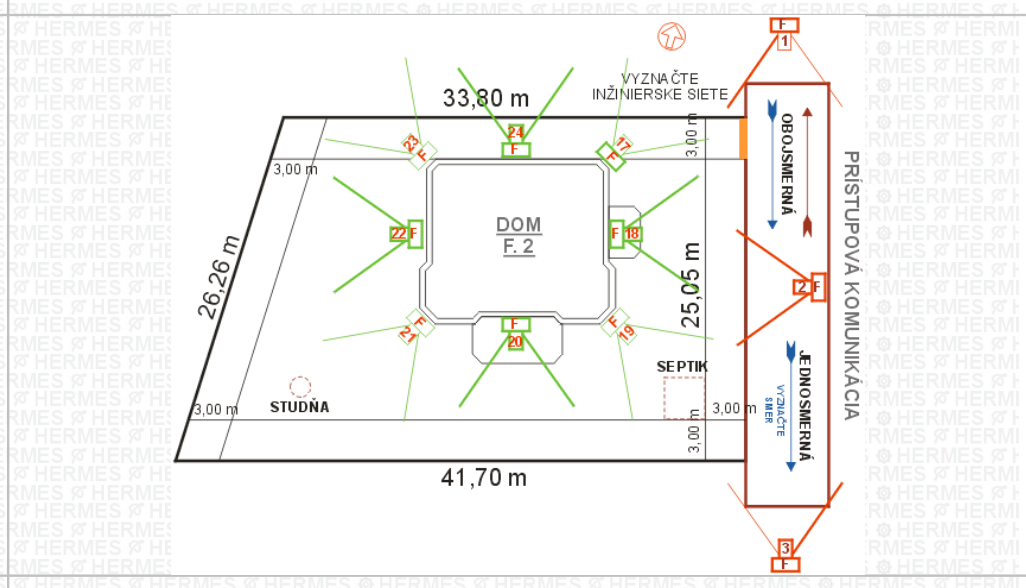 F
1
VYZNAČTE
INŽINIERSKE SIETE
33,80 m
24
F
23
F
17
F
3,00 m
3,00 m
OBOJSMERNÁ
PRÍSTUPOVÁ KOMUNIKÁCIA
DOM
F. 2
22 F
F 18
26,26 m
25,05 m
2 F
F
21
F
20
F
19
JEDNOSMERNÁ
VYZNAČTE
SMER
SEPTIK
STUDŇA
3,00 m
3,00 m
3,00 m
41,70 m
3
F
HERMES